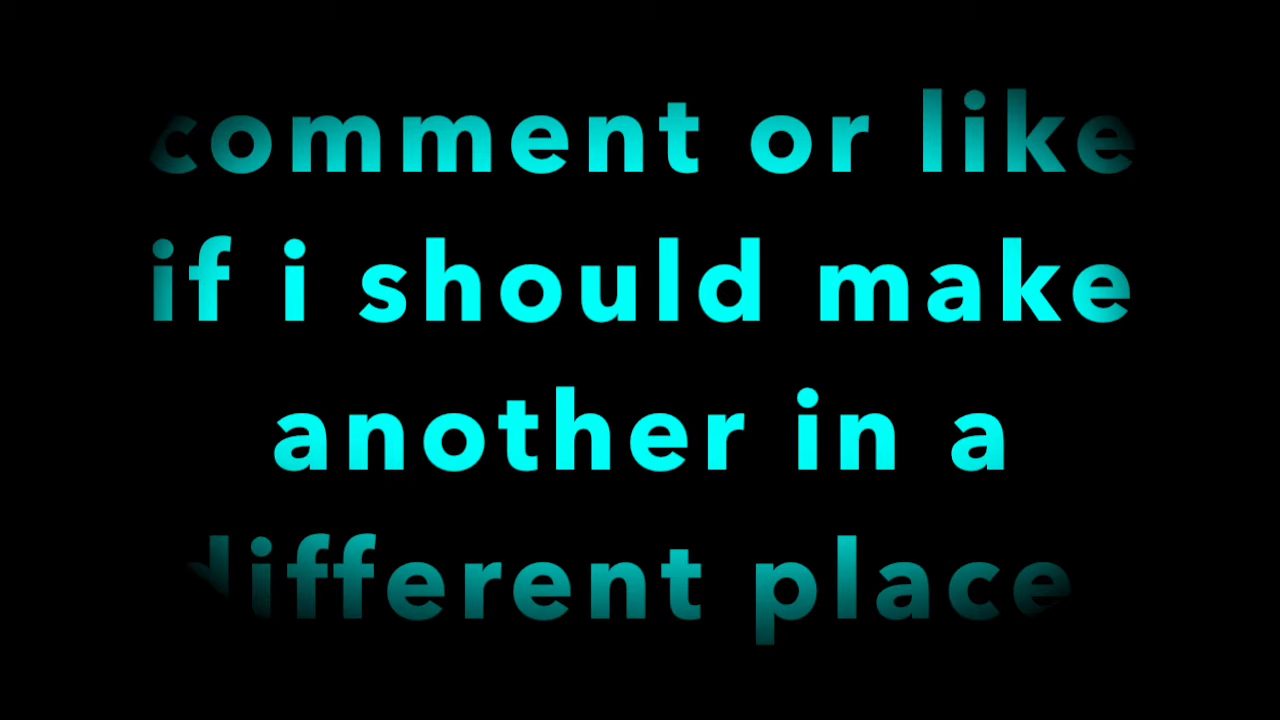 comment or like
if i should make
another in a
different place